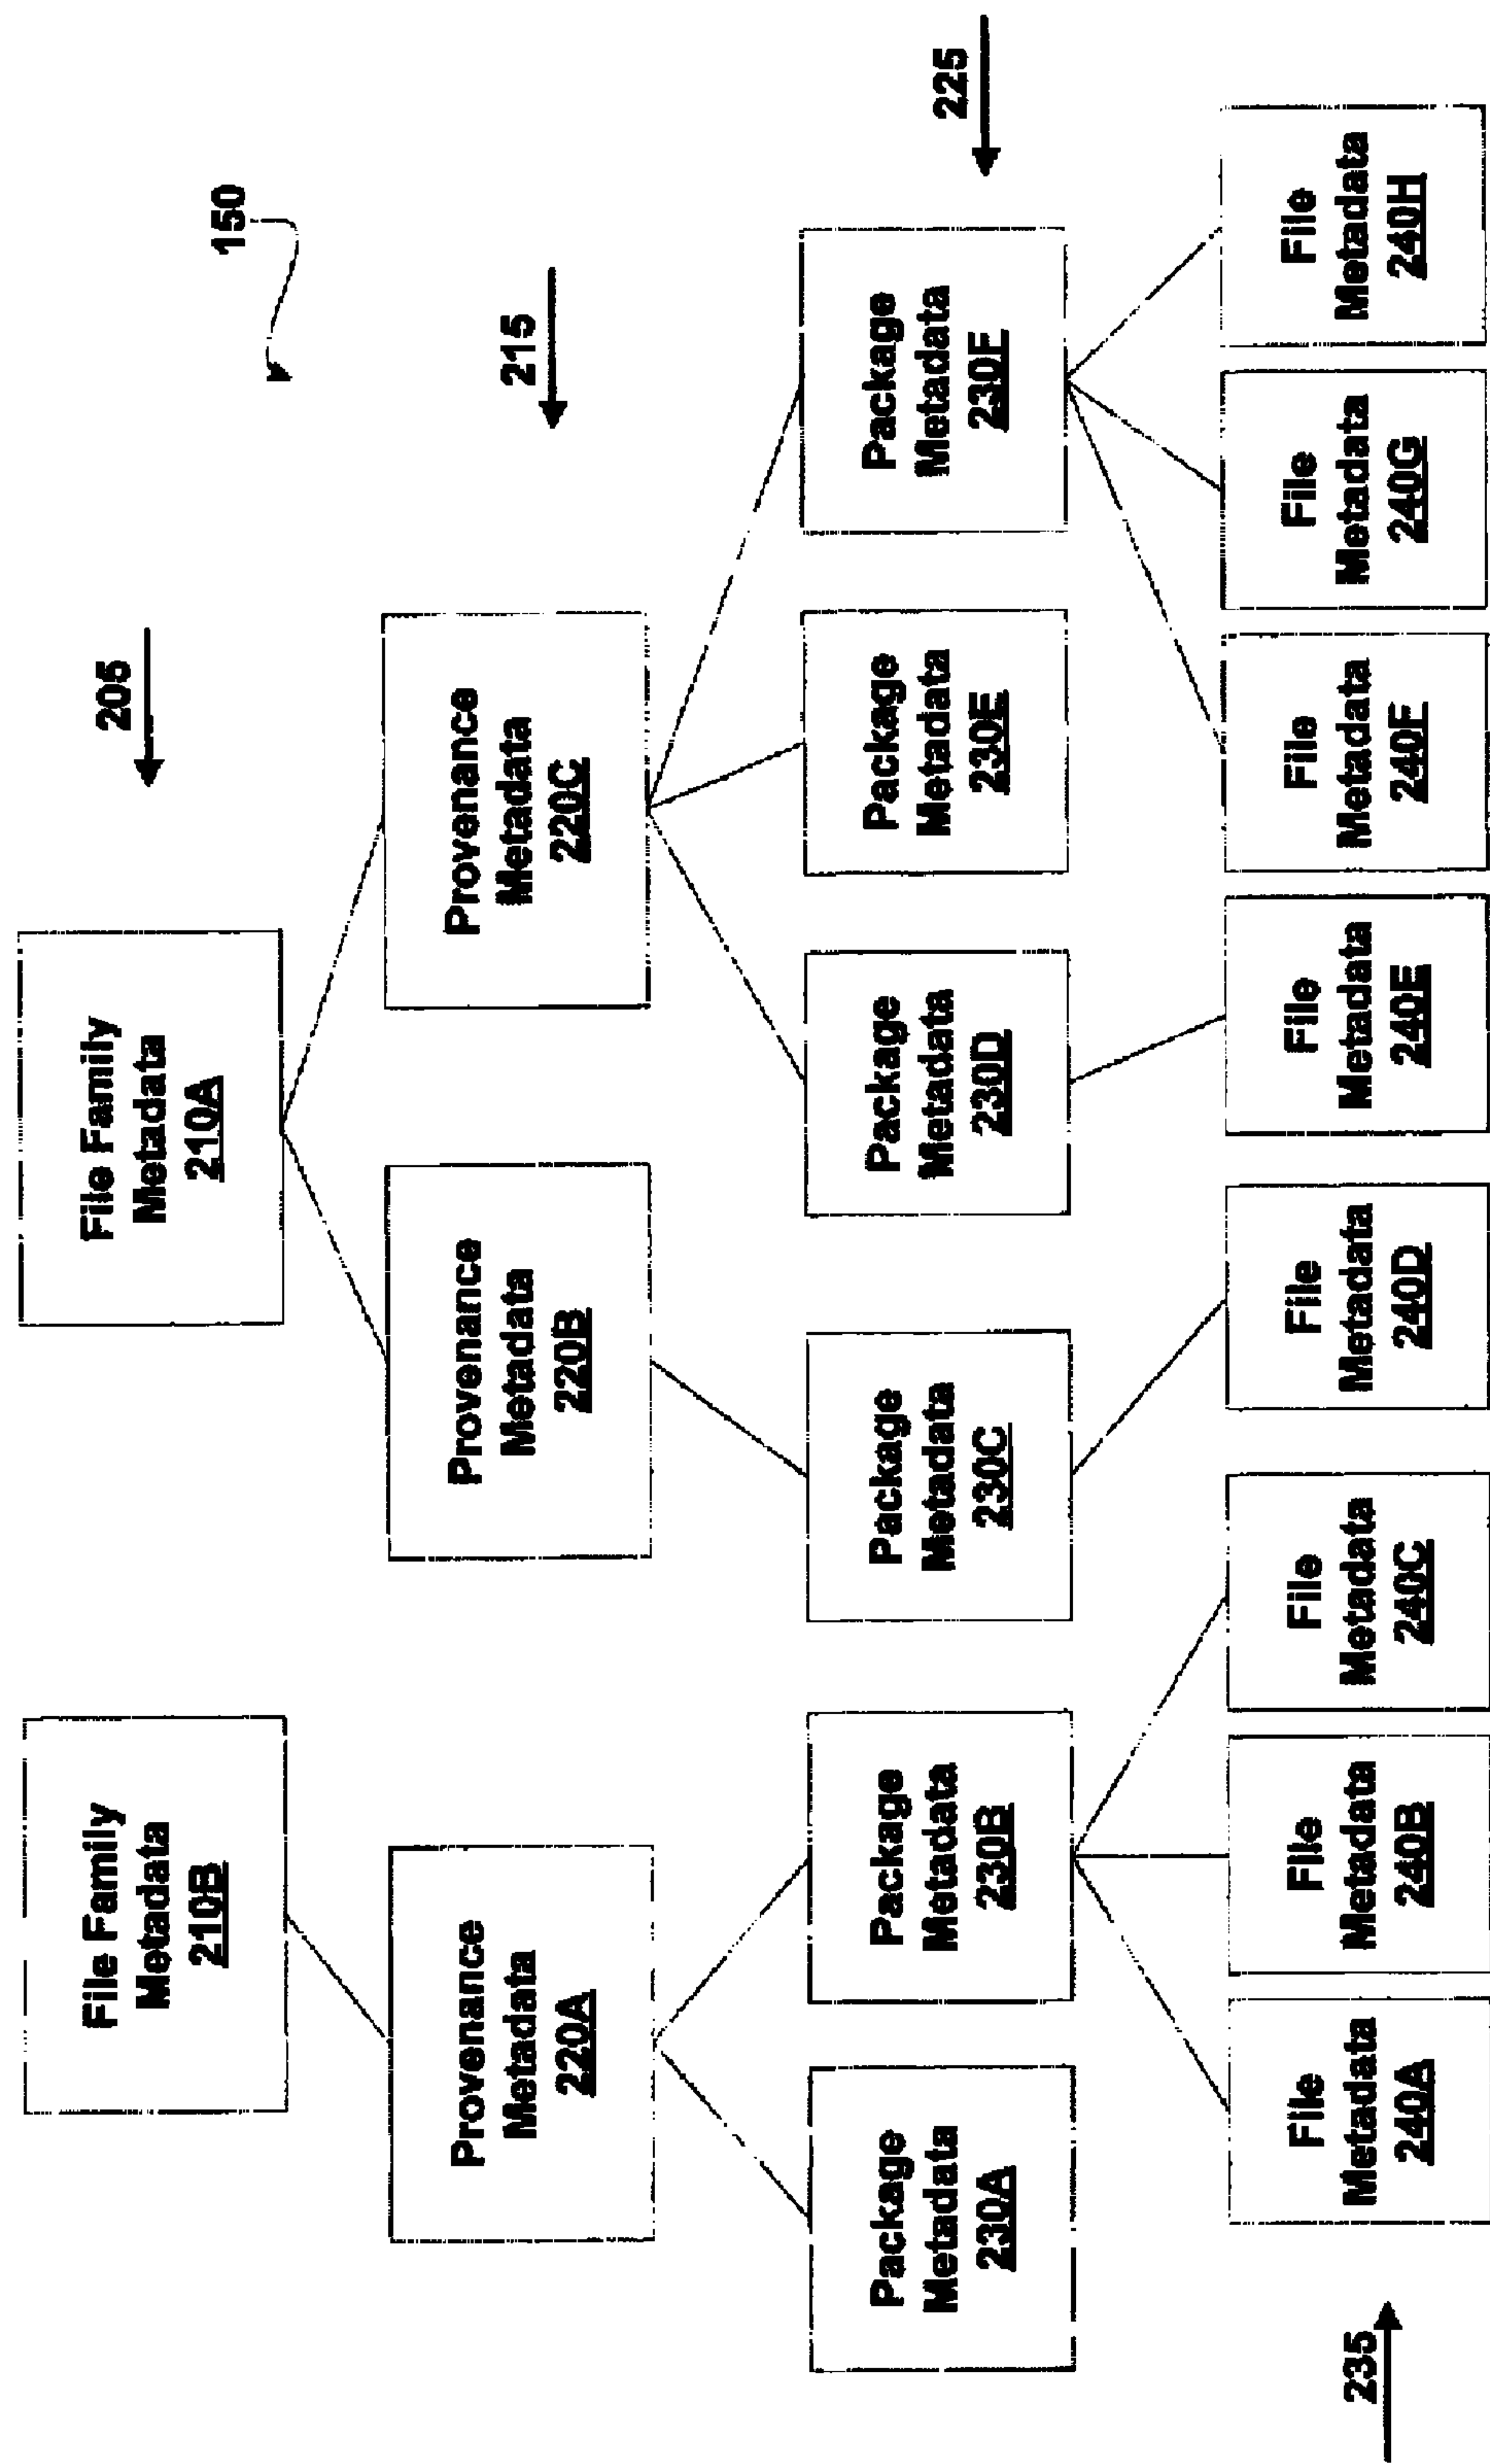 150
205
File Family
Metadata
210B
File Family
Metadata
210A
215
Provenance
Metadata
220A
Provenance
Metadata
220B
Provenance
Metadata
220C
225
Package
Metadata
230A
Package
Metadata
230B
Package
Metadata
230C
Package
Metadata
230D
Package
Metadata
230E
Package
Metadata
230F
235
File
Metadata
240A
File
Metadata
240B
File
Metadata
240C
File
Metadata
240D
File
Metadata
240E
File
Metadata
240F
File
Metadata
240G
File
Metadata
240H